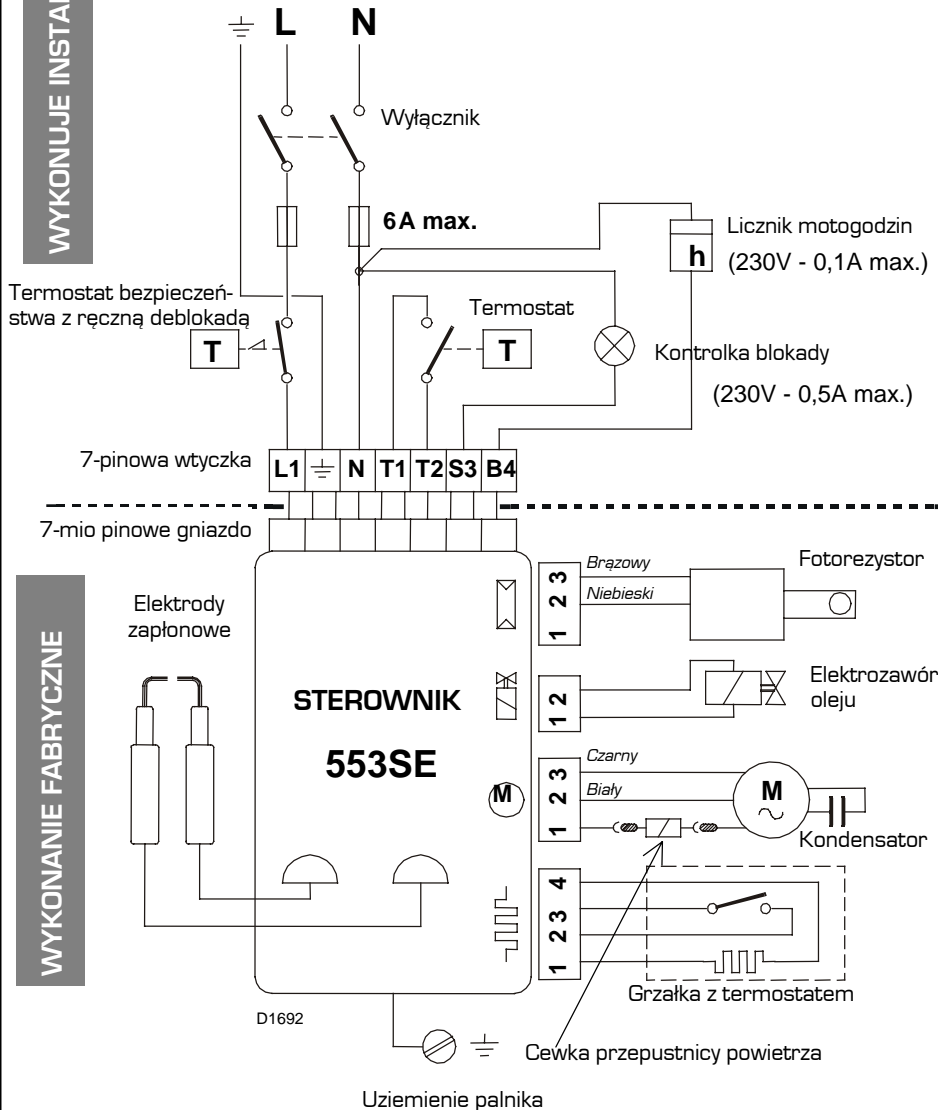 WYKONUJE INSTA
L N
Wyłącznik
6A max.
Licznik motogodzin
h
(230V - 0,1A max.)
Termostat bezpieczeń-
stwa z ręczną deblokadą
T
Termostat
T
Kontrolka blokady
(230V - 0,5A max.)
7-pinowa wtyczka
L1 N T1 T2 S3 B4
7-mio pinowe gniazdo
WYKONANIE FABRYCZNE
Elektrody
zapłonowe
STEROWNIK
553SE
M
3
2
1
Brązowy
Niebieski
Fotorezystor
2
1
Elektrozawór
oleju
3
2
1
Czarny
Biały
M
Kondensator
4
3
2
1
Grzałka z termostatem
D1692
Cewka przepustnicy powietrza
Uziemienie palnika